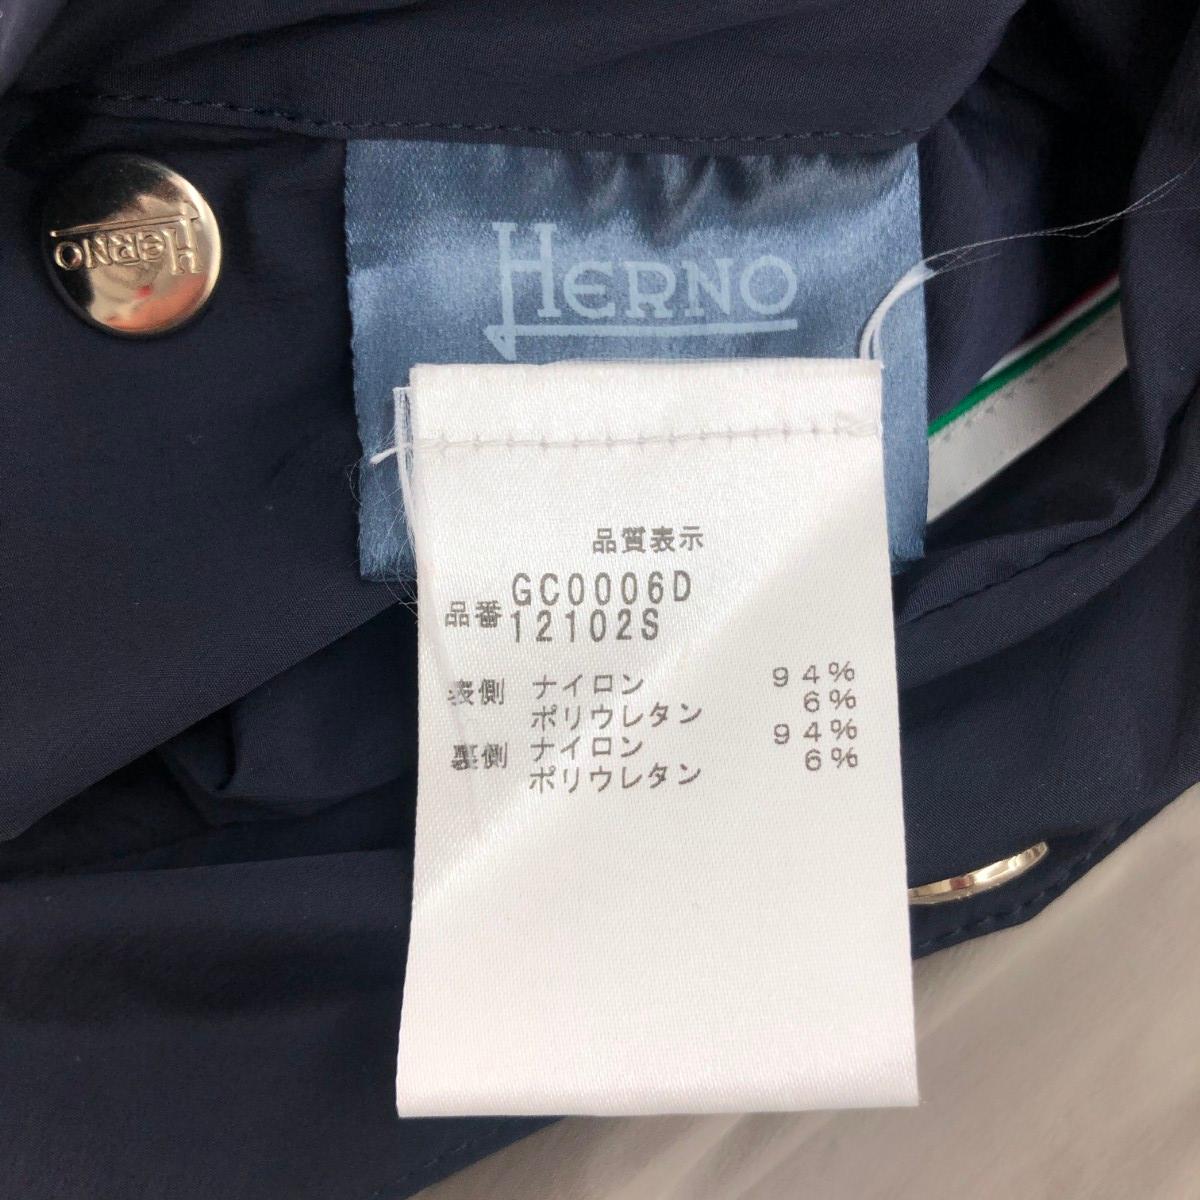 HERNO
HERNO
品質表示
品番 GC0006D
12102S
表側 ナイロン 94%
ポリウレタン 6%
裏側 ナイロン 94%
ポリウレタン 6%